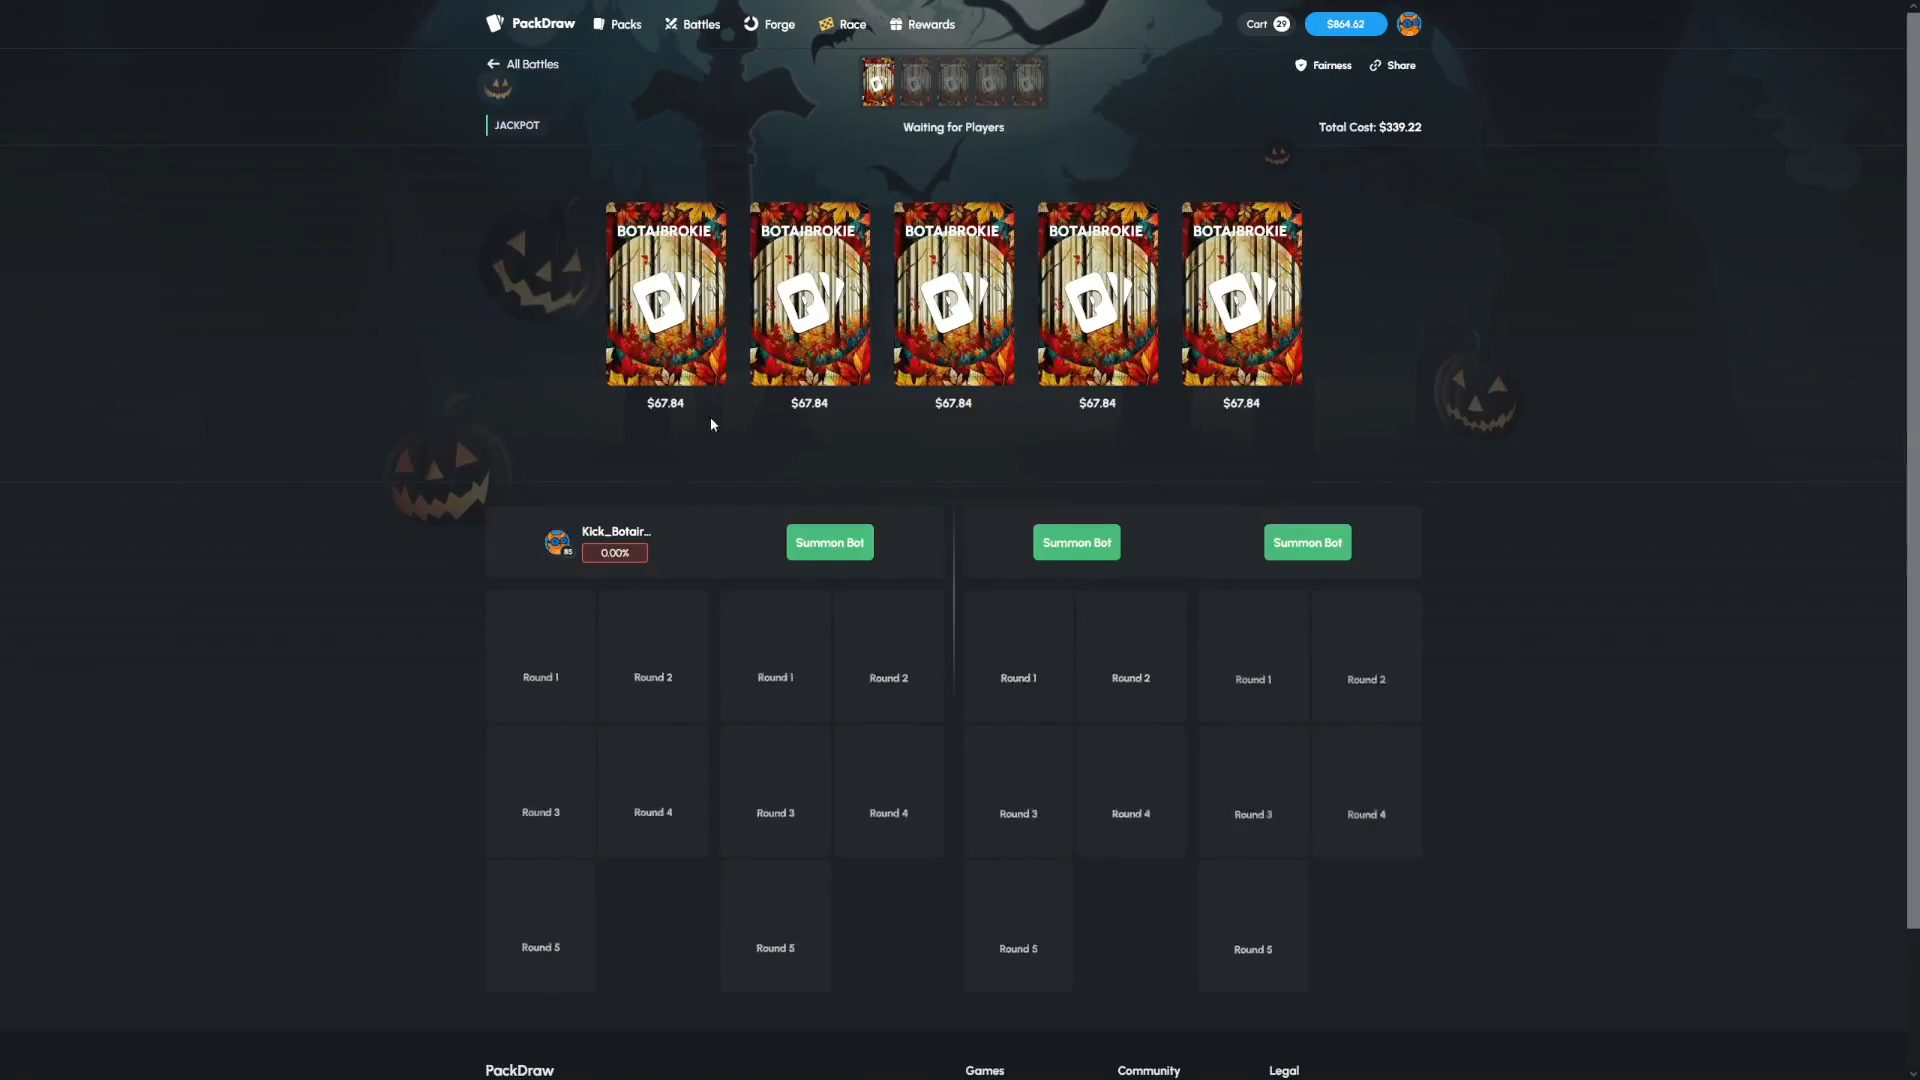 PackDraw
Packs
Battles
Forge
Race
Rewards
Cart 29
$864.62
All Battles
Fairness
Share
JACKPOT
Waiting for Players
Total Cost: $339.22
BOTAIBROKIE
BOTAIBROKIE
BOTAIBROKIE
BOTAIBROKIE
BOTAIBROKIE
$67.84
$67.84
$67.84
$67.84
$67.84
85
Kick_Botair...
0.00%
Summon Bot
Summon Bot
Summon Bot
Round 1
Round 2
Round 1
Round 2
Round 1
Round 2
Round 1
Round 2
Round 3
Round 4
Round 3
Round 4
Round 3
Round 4
Round 3
Round 4
Round 5
Round 5
Round 5
Round 5
PackDraw
Games
Community
Legal